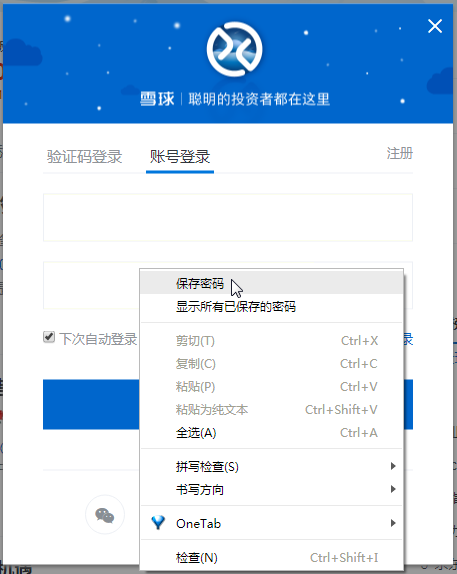 雪球 | 聪明的投资者都在这里
验证码登录 账号登录 注册
保存密码
显示所有已保存的密码
下次自动登录 录
剪切(T) Ctrl+X
复制(C) Ctrl+C
粘贴(P) Ctrl+V
粘贴为纯文本 Ctrl+Shift+V
全选(A) Ctrl+A
拼写检查(S)
书写方向
OneTab
检查(N) Ctrl+Shift+I